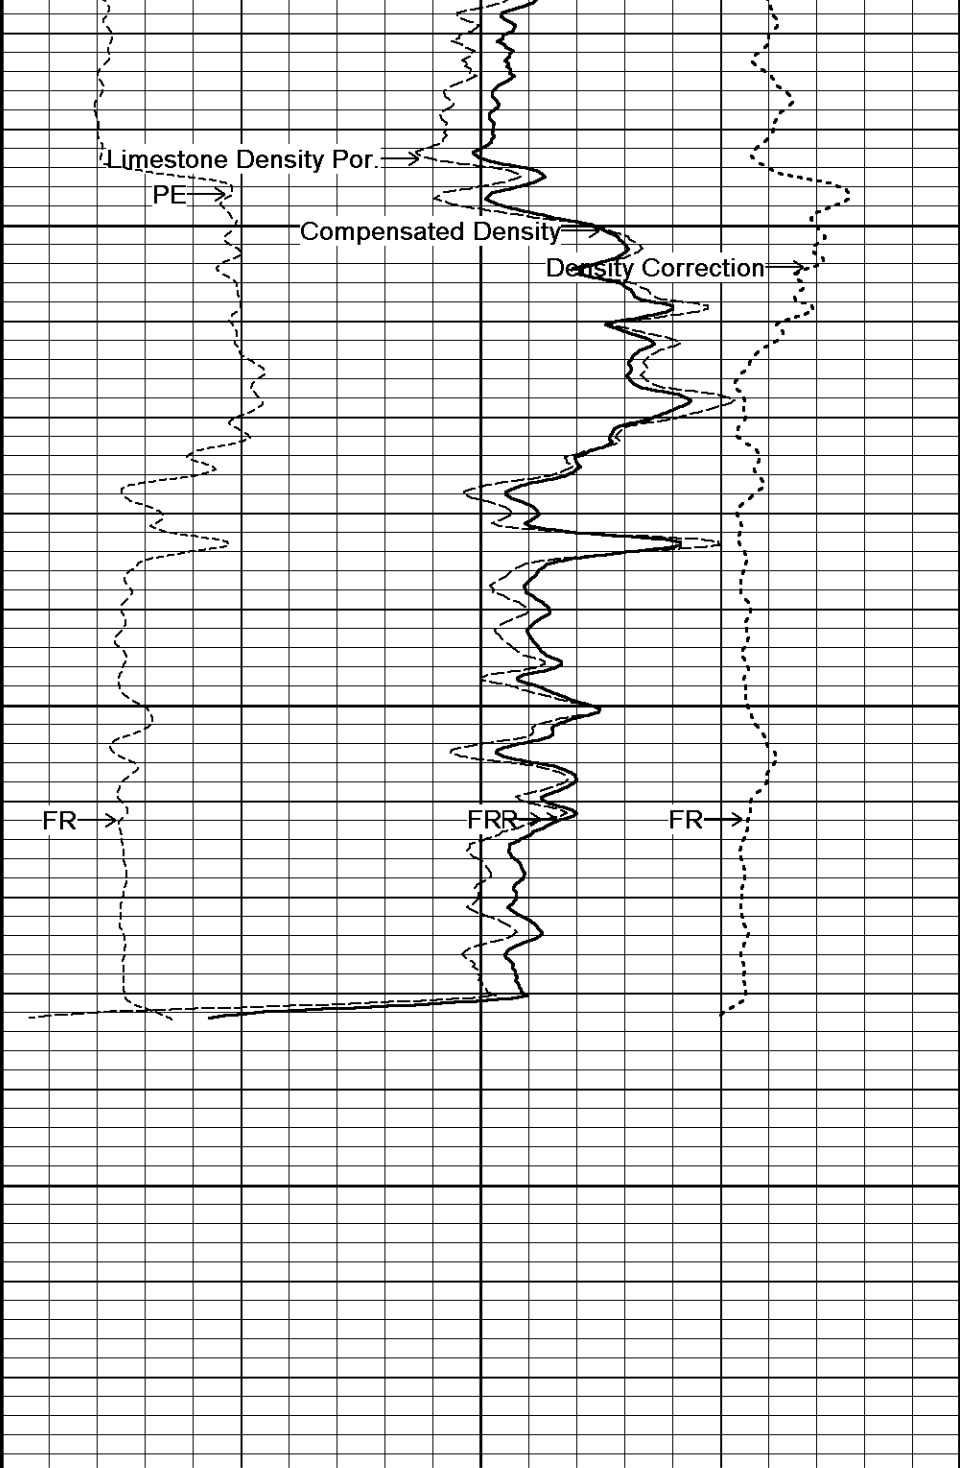 Limestone Density Por.
PE
Compensated Density
Density Correction
FR
FRR
FR